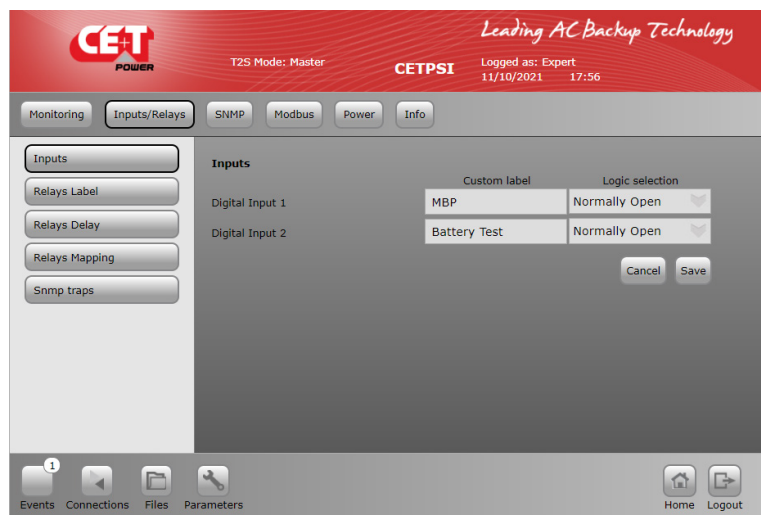 CE+T
POWER
Leading AC Backup Technology
T2S Mode: Master
CETPSI
Logged as: Expert
11/10/2021 17:56
Monitoring Inputs/Relays SNMP Modbus Power Info
Inputs
Relays Label
Relays Delay
Relays Mapping
Snmp traps
Inputs
Custom label Logic selection
Digital Input 1 MBP Normally Open
Digital Input 2 Battery Test Normally Open
Cancel Save
1
Events Connections Files Parameters Home Logout